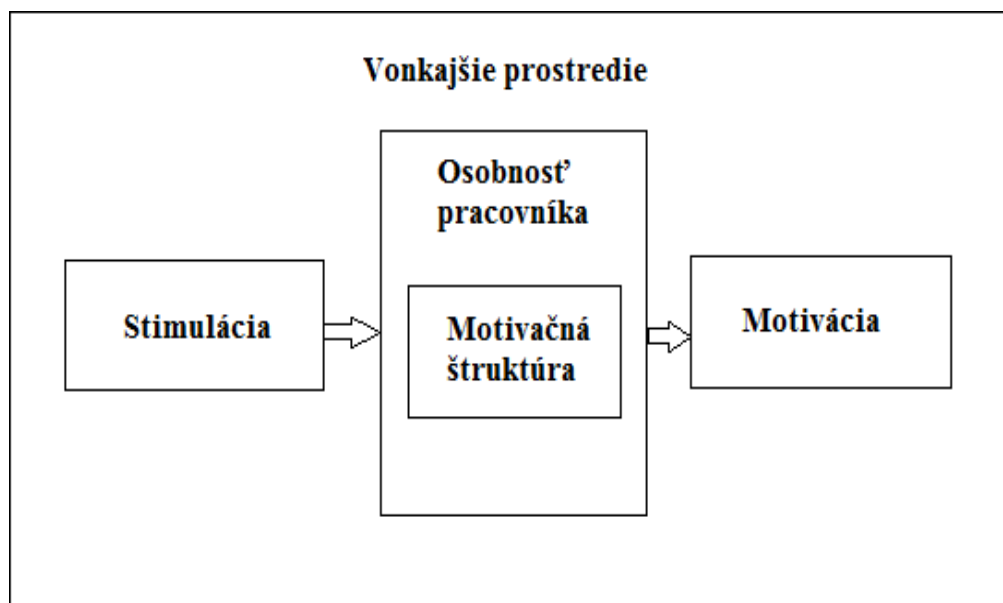 Vonkajšie prostredie
Osobnosť
pracovníka
Stimulácia
Motivačná
štruktúra
Motivácia